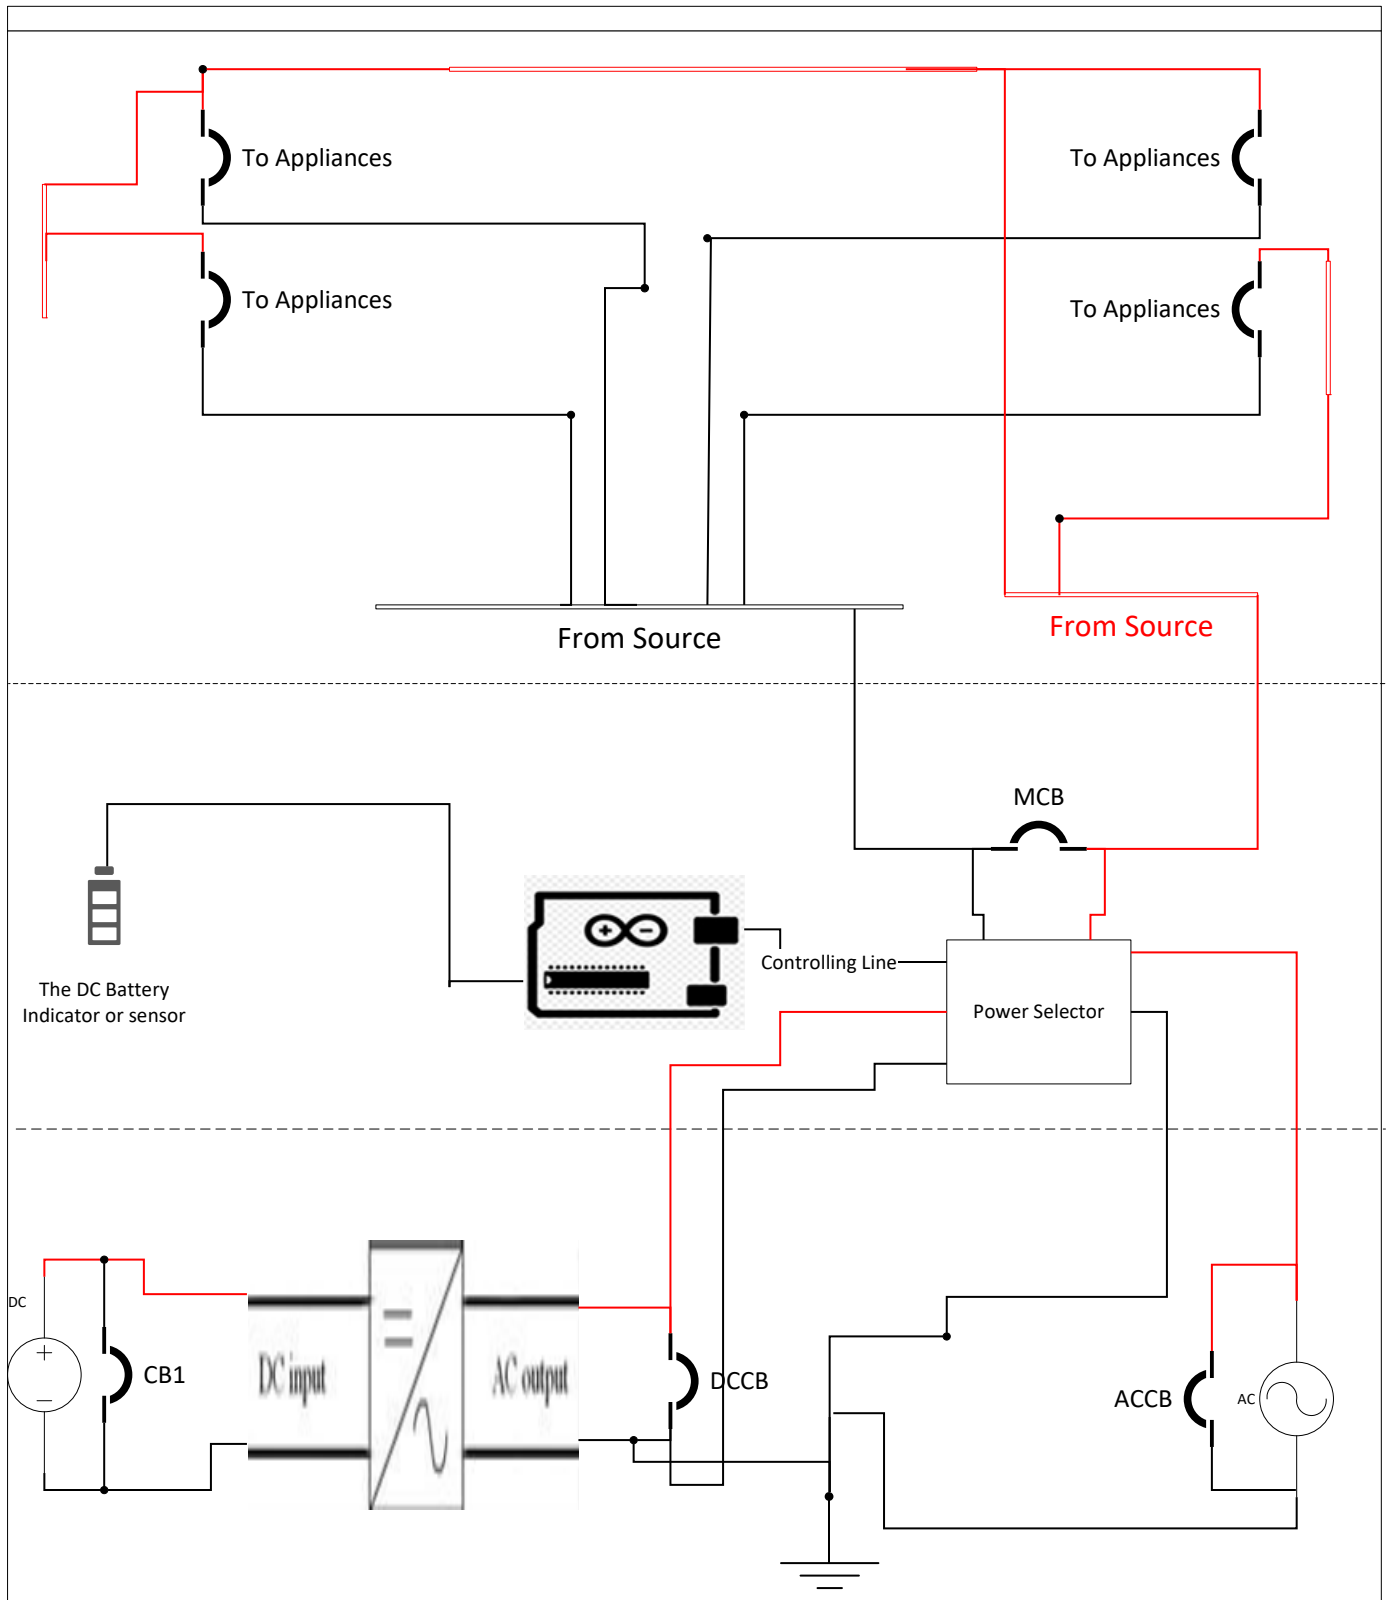 To Appliances
To Appliances
To Appliances
To Appliances
From Source
From Source
MCB
Controlling Line
The DC Battery
Indicator or sensor
Power Selector
DC
CB1
DC input
AC output
DCCB
ACCB
AC